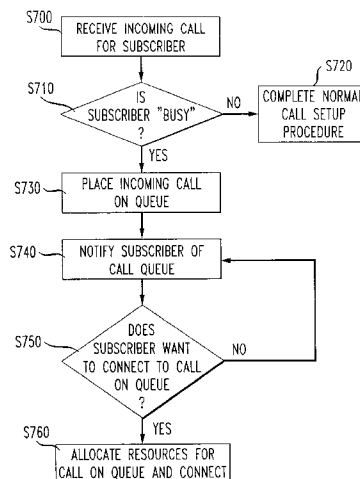 S700
RECEIVE INCOMING CALL
FOR SUBSCRIBER
S710
IS
SUBSCRIBER "BUSY"
?
NO
S720
COMPLETE NORMAL
CALL SETUP
PROCEDURE
YES
S730
PLACE INCOMING CALL
ON QUEUE
S740
NOTIFY SUBSCRIBER OF
CALL QUEUE
S750
DOES
SUBSCRIBER WANT
TO CONNECT TO CALL
ON QUEUE
?
NO
YES
S760
ALLOCATE RESOURCES FOR
CALL ON QUEUE AND CONNECT